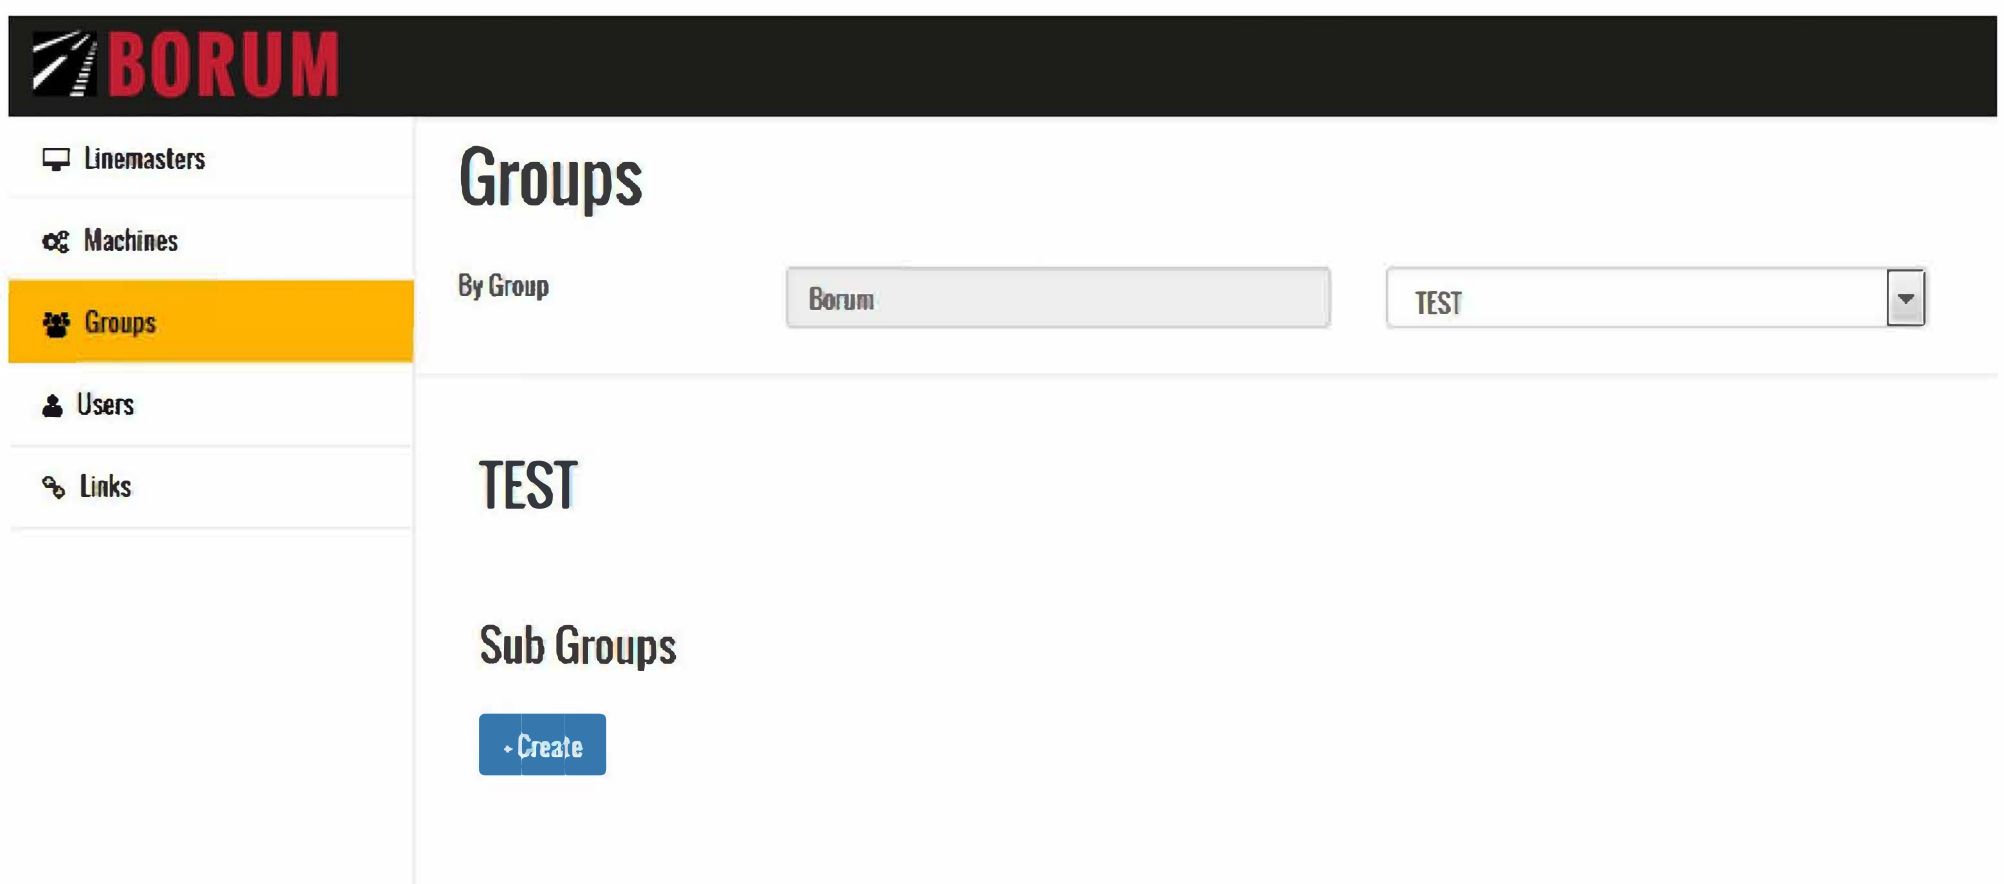 BORUM
Linemasters
Machines
Groups
Users
Links
Groups
By Group
Borum
TEST
TEST
Sub Groups
+ Create